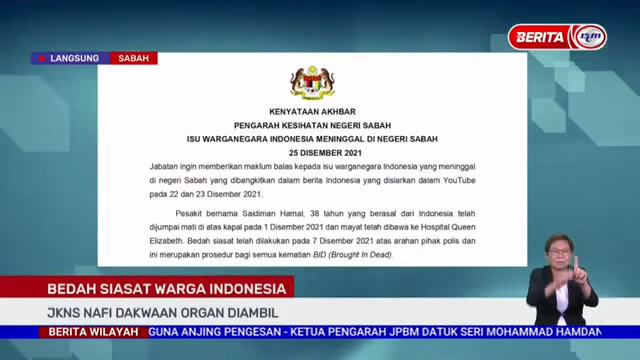 LANGSUNG
SABAH
BERITA rtm
KENYATAAN AKHBAR
PENGARAH KESIHATAN NEGERI SABAH
ISU WARGANEGARA INDONESIA MENINGGAL DI NEGERI SABAH
25 DISEMBER 2021
Jabatan ingin memberikan maklum balas kepada isu warganegara Indonesia yang meninggal
di negeri Sabah yang dibangkitkan dalam berita Indonesia yang disiarkan dalam YouTube
pada 22 dan 23 Disember 2021.
Pesakit bernama Saidiman Hamal, 38 tahun yang berasal dari Indonesia telah
dijumpai mati di atas kapal pada 1 Disember 2021 dan mayat telah dibawa ke Hospital Queen
Elizabeth. Bedah siasat telah dilakukan pada 7 Disember 2021 atas arahan pihak polis dan
ini merupakan prosedur bagi semua kematian BID (Brought In Dead).
BEDAH SIASAT WARGA INDONESIA
JKNS NAFI DAKWAAN ORGAN DIAMBIL
BERITA WILAYAH GUNA ANJING PENGESAN - KETUA PENGARAH JPBM DATUK SERI MOHAMMAD HAMDAN